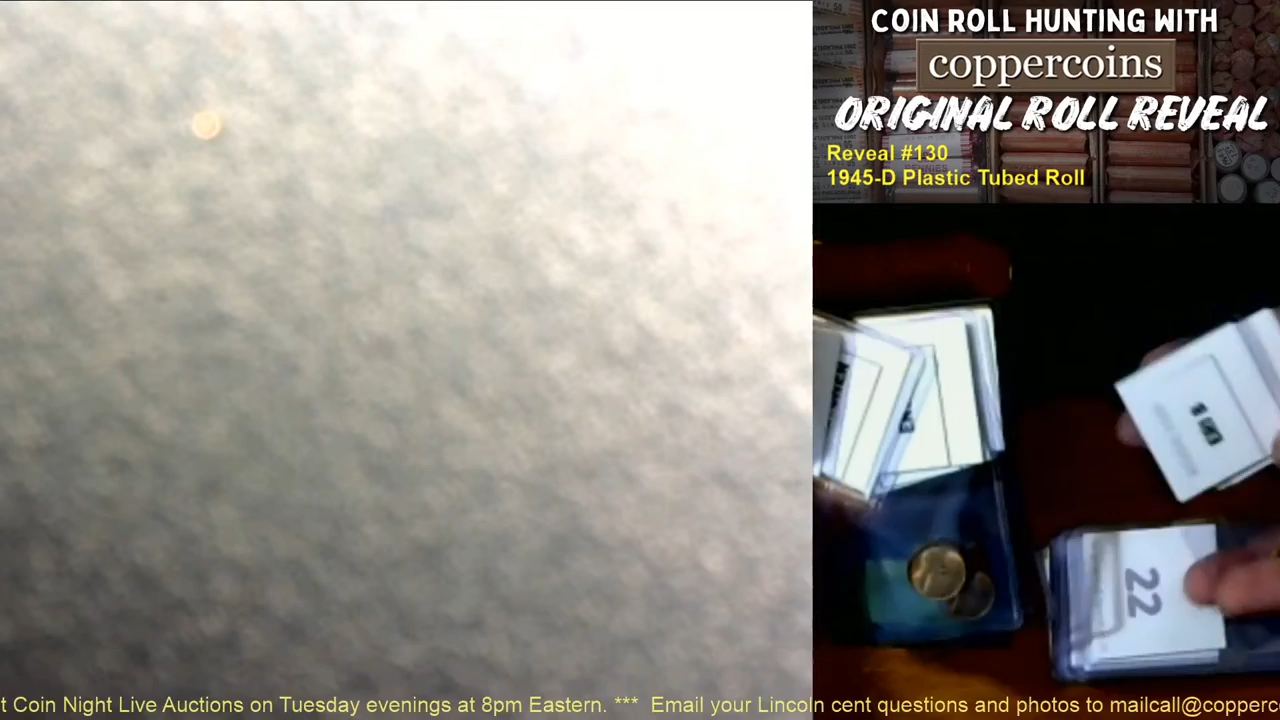 COIN ROLL HUNTING WITH
coppercoins
ORIGINAL ROLL REVEAL
Reveal #130
1945-D Plastic Tubed Roll
22
t Coin Night Live Auctions on Tuesday evenings at 8pm Eastern. *** Email your Lincoln cent questions and photos to mailcall@copperc